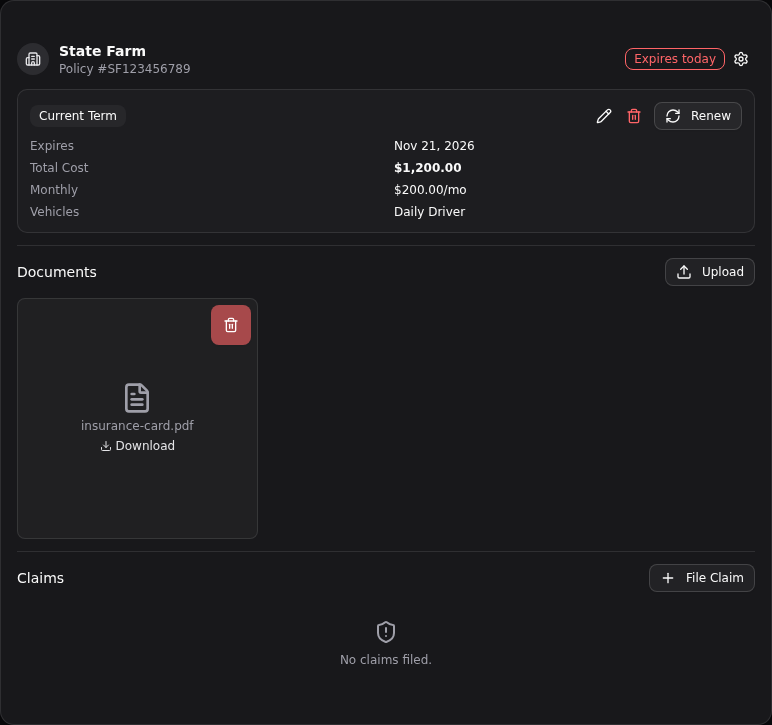 State Farm
Policy #SF123456789
Expires today
Current Term
Renew
Expires Nov 21, 2026
Total Cost $1,200.00
Monthly $200.00/mo
Vehicles Daily Driver
Documents
Upload
insurance-card.pdf
Download
Claims
File Claim
No claims filed.